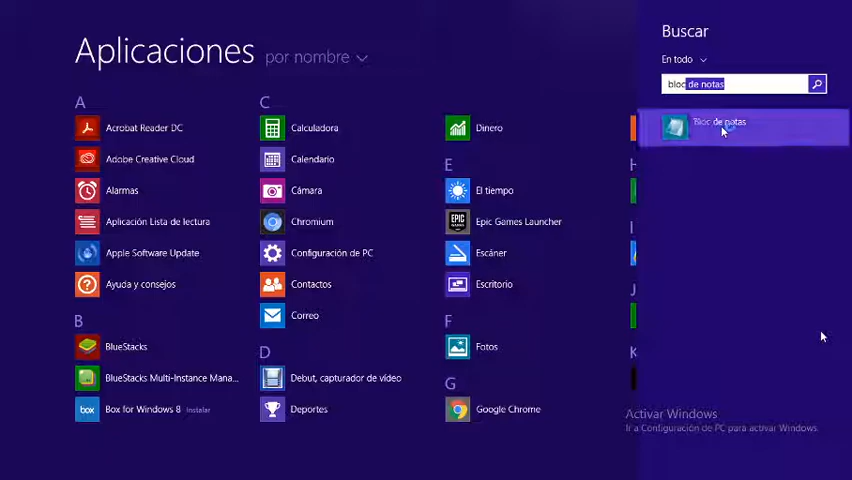 Aplicaciones por nombre
A
Acrobat Reader DC
Adobe Creative Cloud
Alarmas
Aplicación Lista de lectura
Apple Software Update
Ayuda y consejos
B
BlueStacks
BlueStacks Multi-Instance Mana...
Box for Windows 8 Instalar
C
Calculadora
Calendario
Cámara
Chromium
Configuración de PC
Contactos
Correo
D
Debut, capturador de vídeo
Deportes
Dinero
E
El tiempo
Epic Games Launcher
Escáner
Escritorio
F
Fotos
G
Google Chrome
H
I
J
K
Buscar
En todo
bloc de notas
Bloc de notas
Activar Windows
Ir a Configuración de PC para activar Windows.